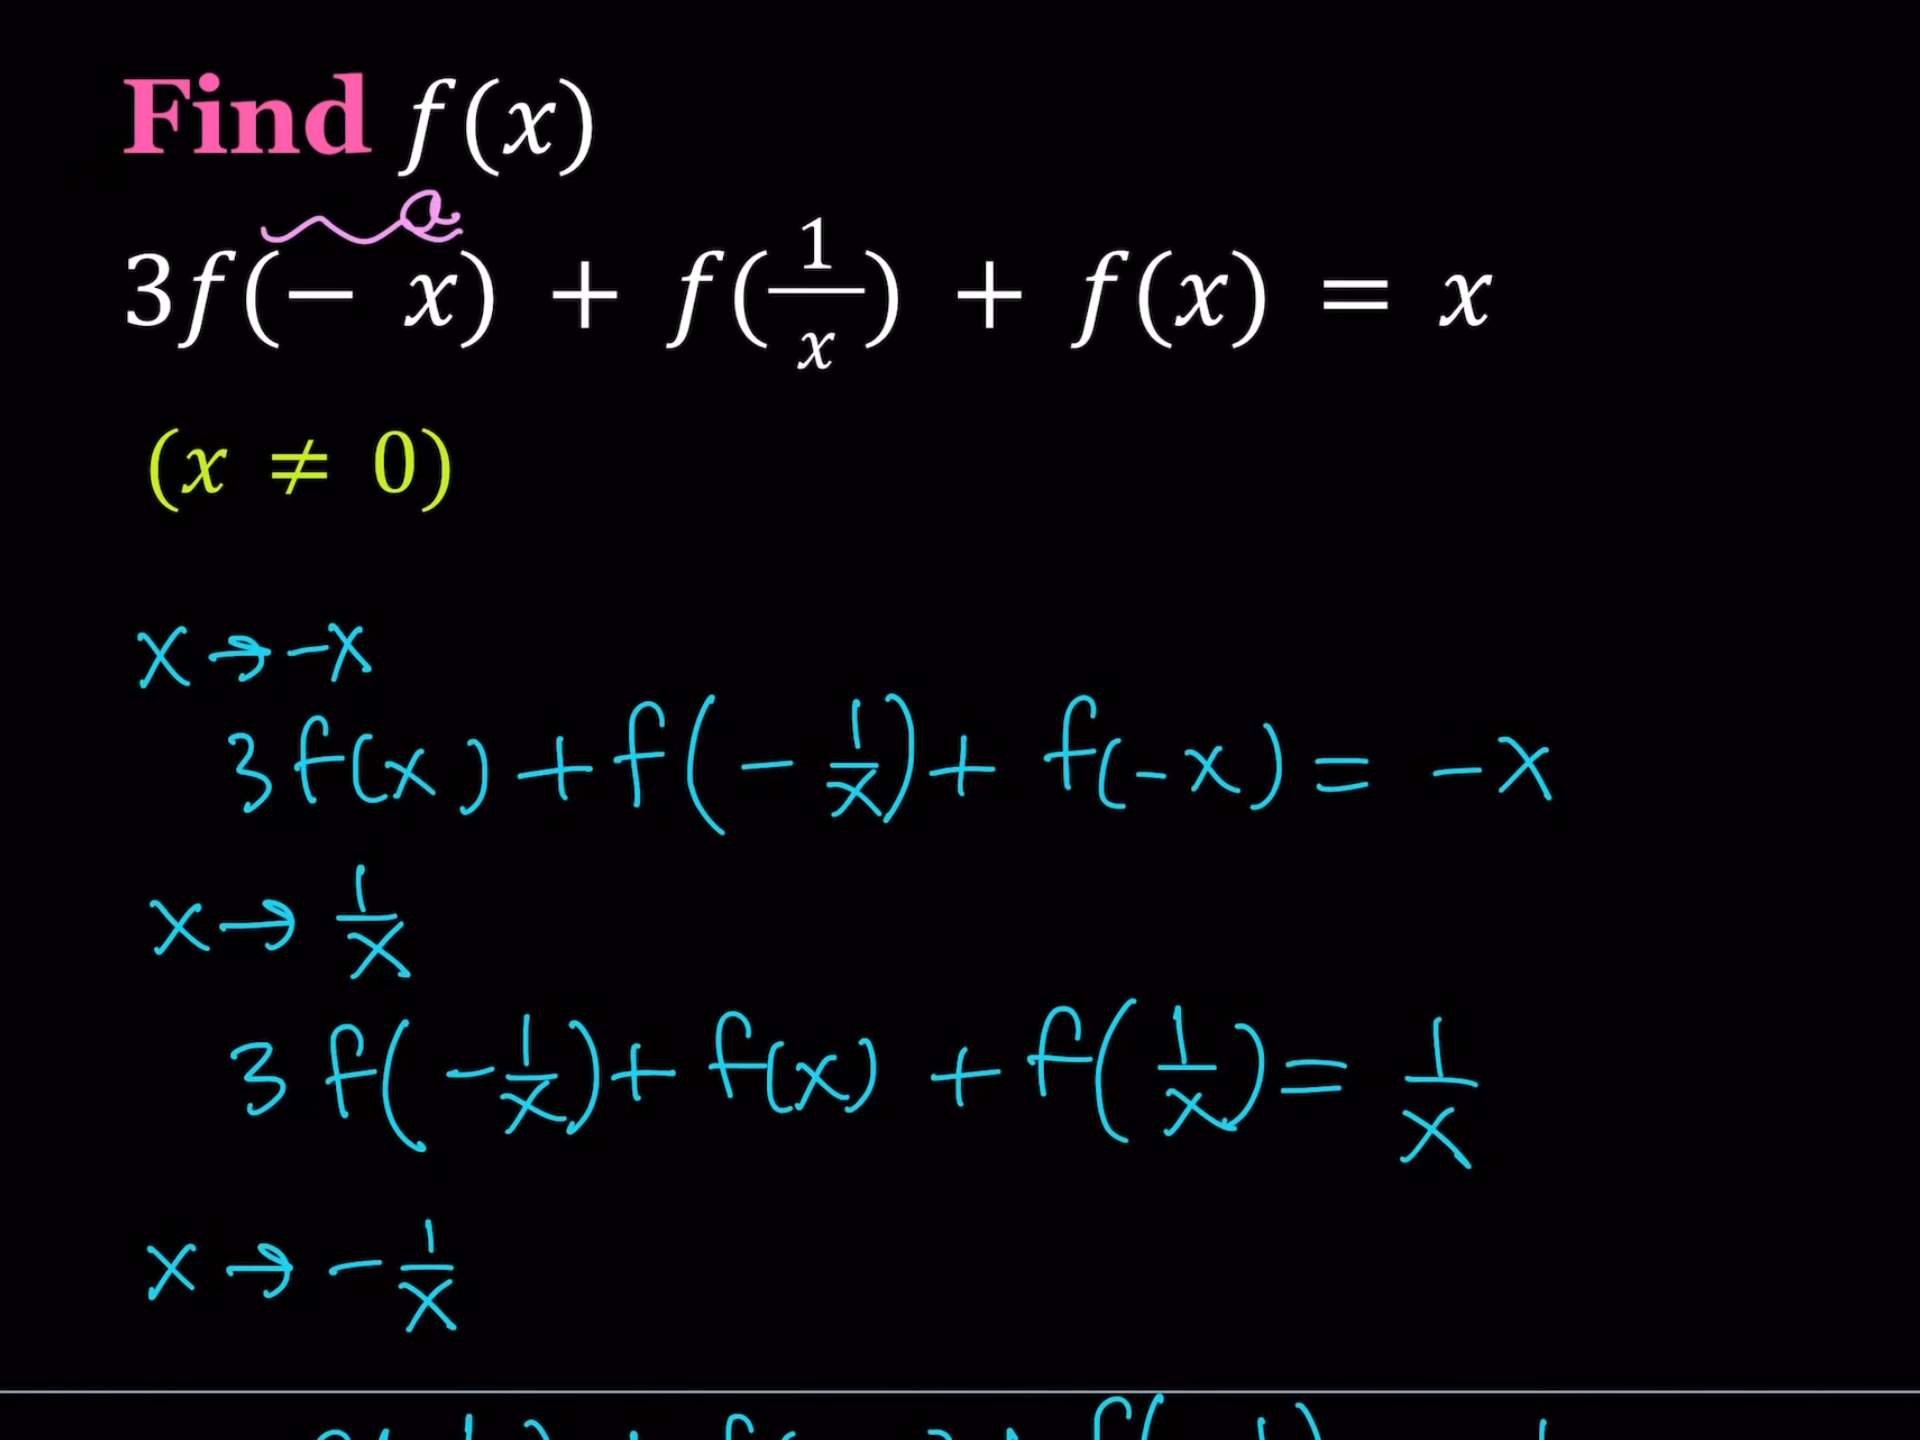 Find f(x)
3f(− x) + f(1/x) + f(x) = x
(x ≠ 0)
x → -x
3f(x) + f(-1/x) + f(-x) = -x
x → 1/x
3f(-1/x) + f(x) + f(1/x) = 1/x
x → -1/x